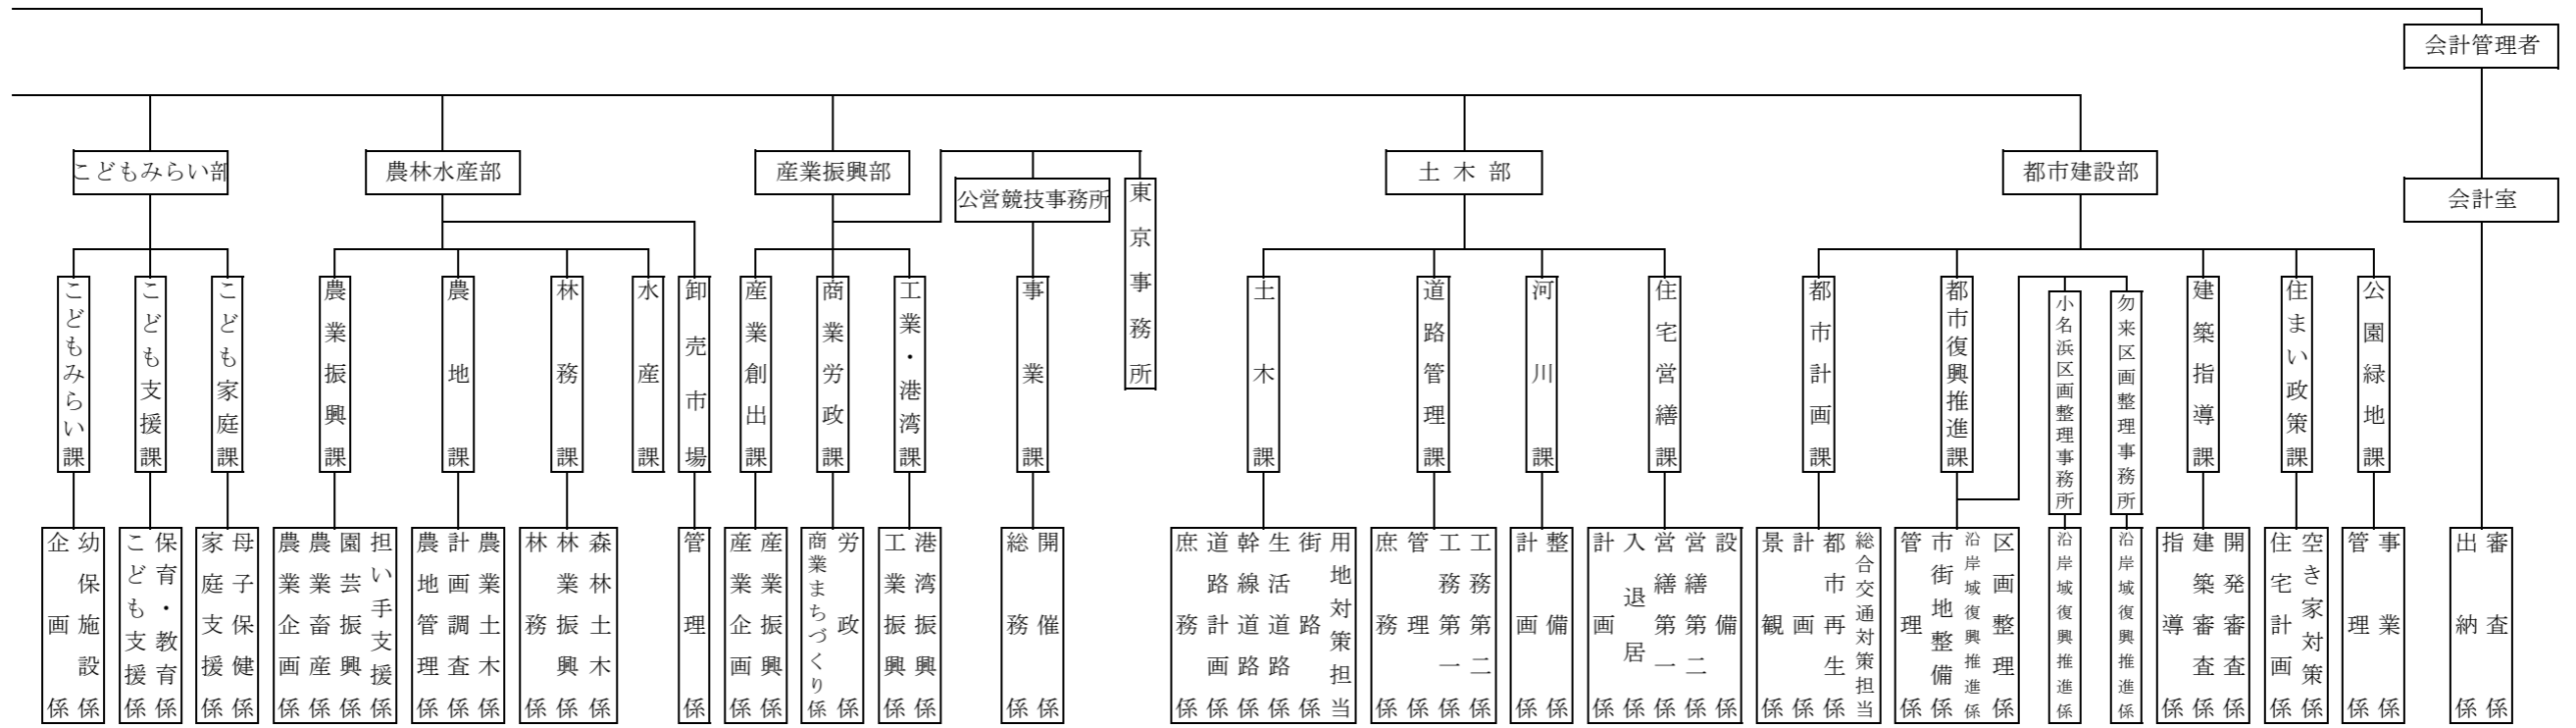 会計管理者
こどもみらい部
農林水産部
産業振興部
公営競技事務所
東京事務所
土木部
都市建設部
会計室
こどもみらい課
こども支援課
こども家庭課
農業振興課
農地課
林務課
水産課
卸売市場
産業創出課
商業労政課
工業・港湾課
事業課
土木課
道路管理課
河川課
住宅営繕課
都市計画課
都市復興推進課
小名浜区画整理事務所
勿来区画整理事務所
建築指導課
住まい政策課
公園緑地課
企画係
幼保施設係
こども支援係
保育・教育係
家庭支援係
母子保健係
農業企画係
農業畜産係
園芸振興係
担い手支援係
農地管理係
計画調査係
農業土木係
林務係
林業振興係
森林土木係
管理係
産業企画係
産業振興係
商業まちづくり係
労政係
工業振興係
港湾振興係
総務係
開催係
庶務係
道路計画係
幹線道路係
生活道路係
街路係
用地対策担当
庶務係
管理係
工務第一係
工務第二係
計画係
整備係
計画係
入退居係
営繕第一係
営繕第二係
設備係
景観係
計画係
都市再生係
総合交通対策担当
管理係
市街地整備係
沿岸域復興推進係
区画整理係
沿岸域復興推進係
沿岸域復興推進係
指導係
建築審査係
開発審査係
住宅計画係
空き家対策係
管理係
事業係
出納係
審査係